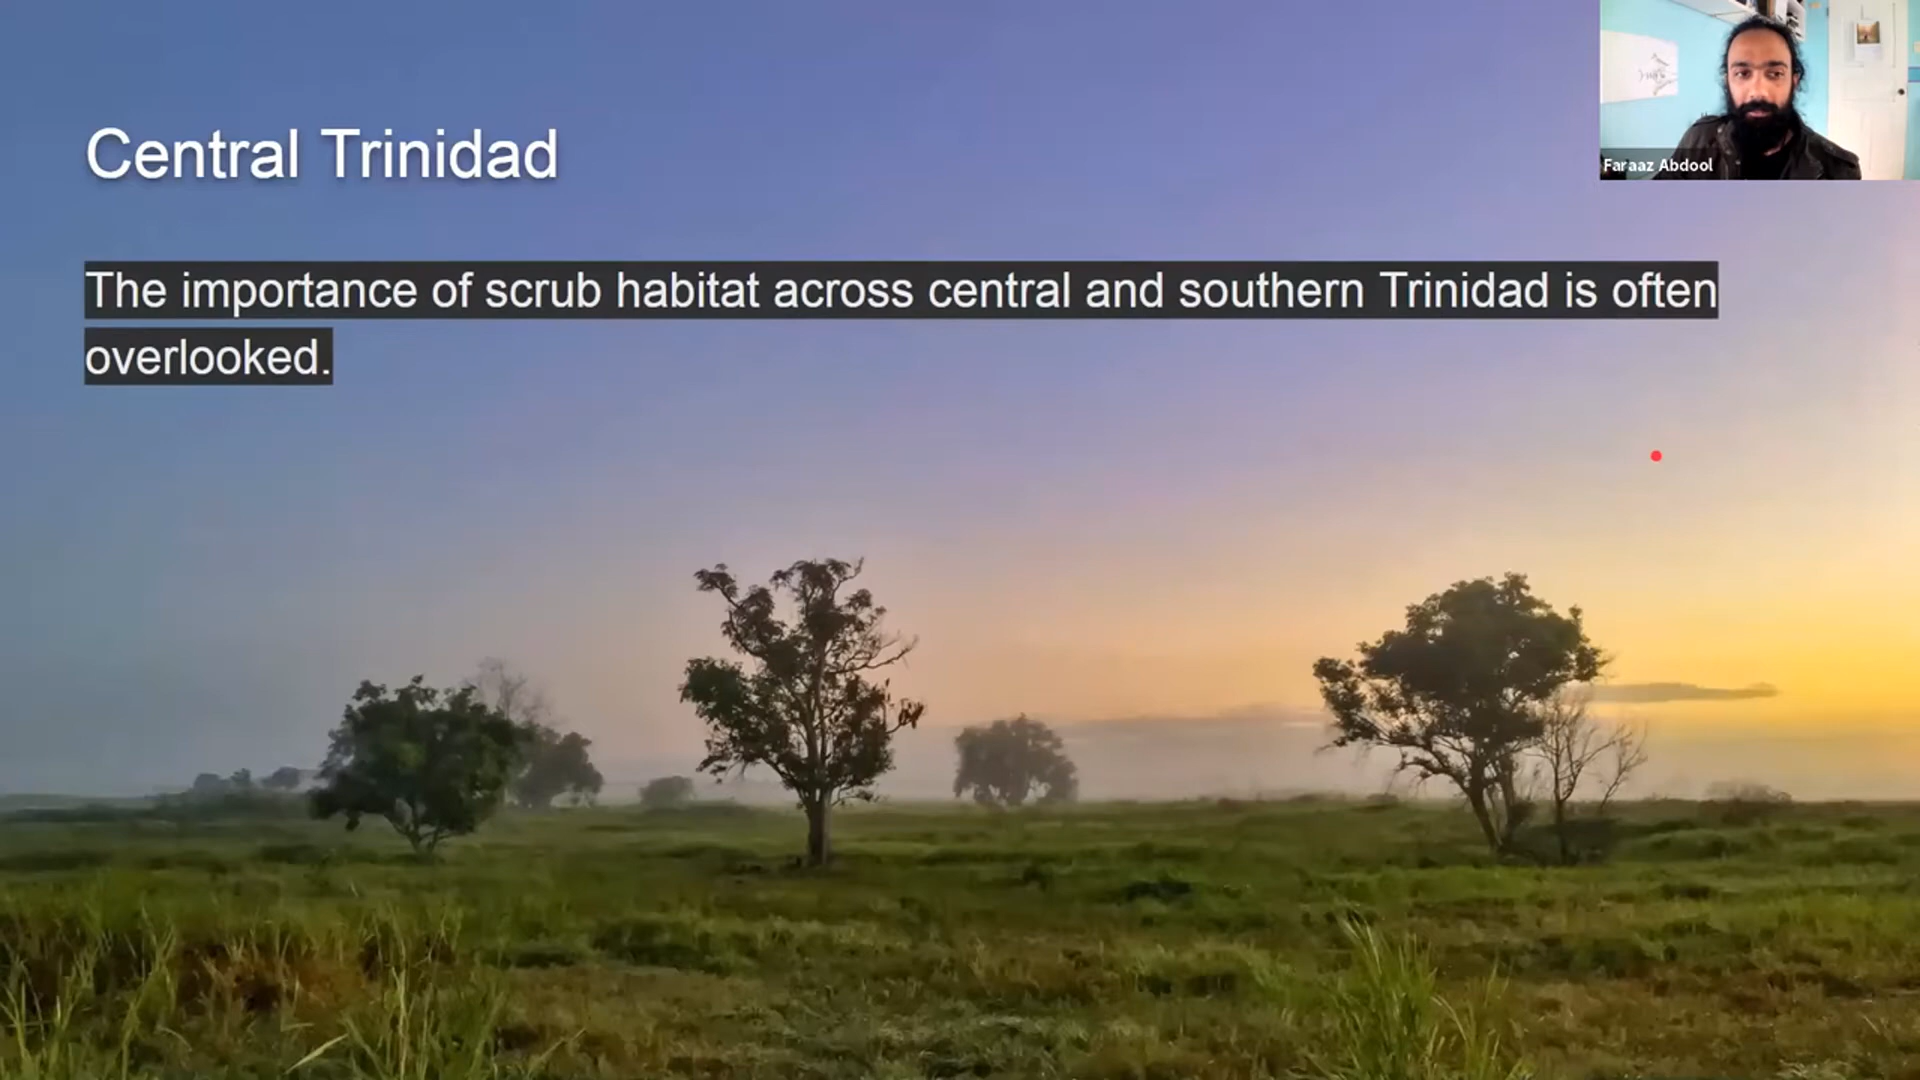 Central Trinidad
Faraaz Abdool
The importance of scrub habitat across central and southern Trinidad is often
overlooked.